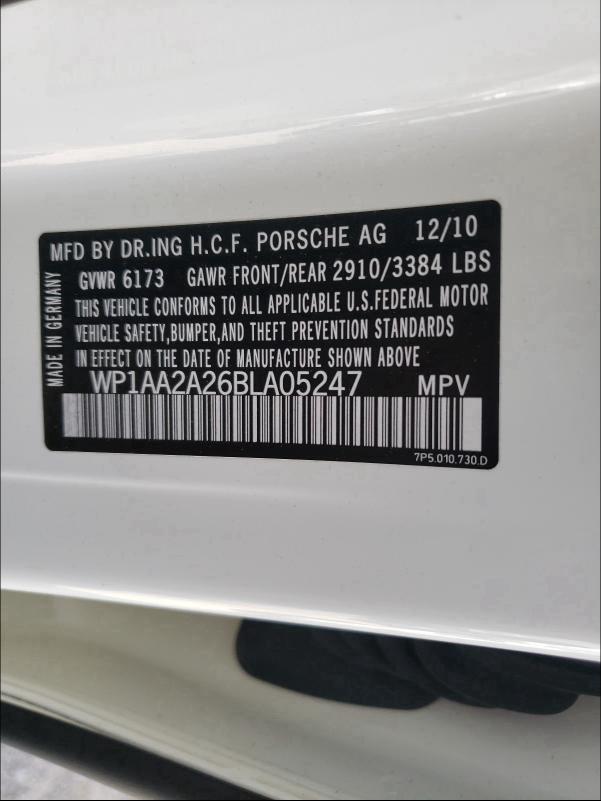 MFD BY DR.ING H.C.F. PORSCHE AG 12/10
GVWR 6173 GAWR FRONT/REAR 2910/3384 LBS
THIS VEHICLE CONFORMS TO ALL APPLICABLE U.S.FEDERAL MOTOR
VEHICLE SAFETY,BUMPER,AND THEFT PREVENTION STANDARDS
IN EFFECT ON THE DATE OF MANUFACTURE SHOWN ABOVE
WP1AA2A26BLA05247 MPV
7P5.010.730.D
MADE IN GERMANY